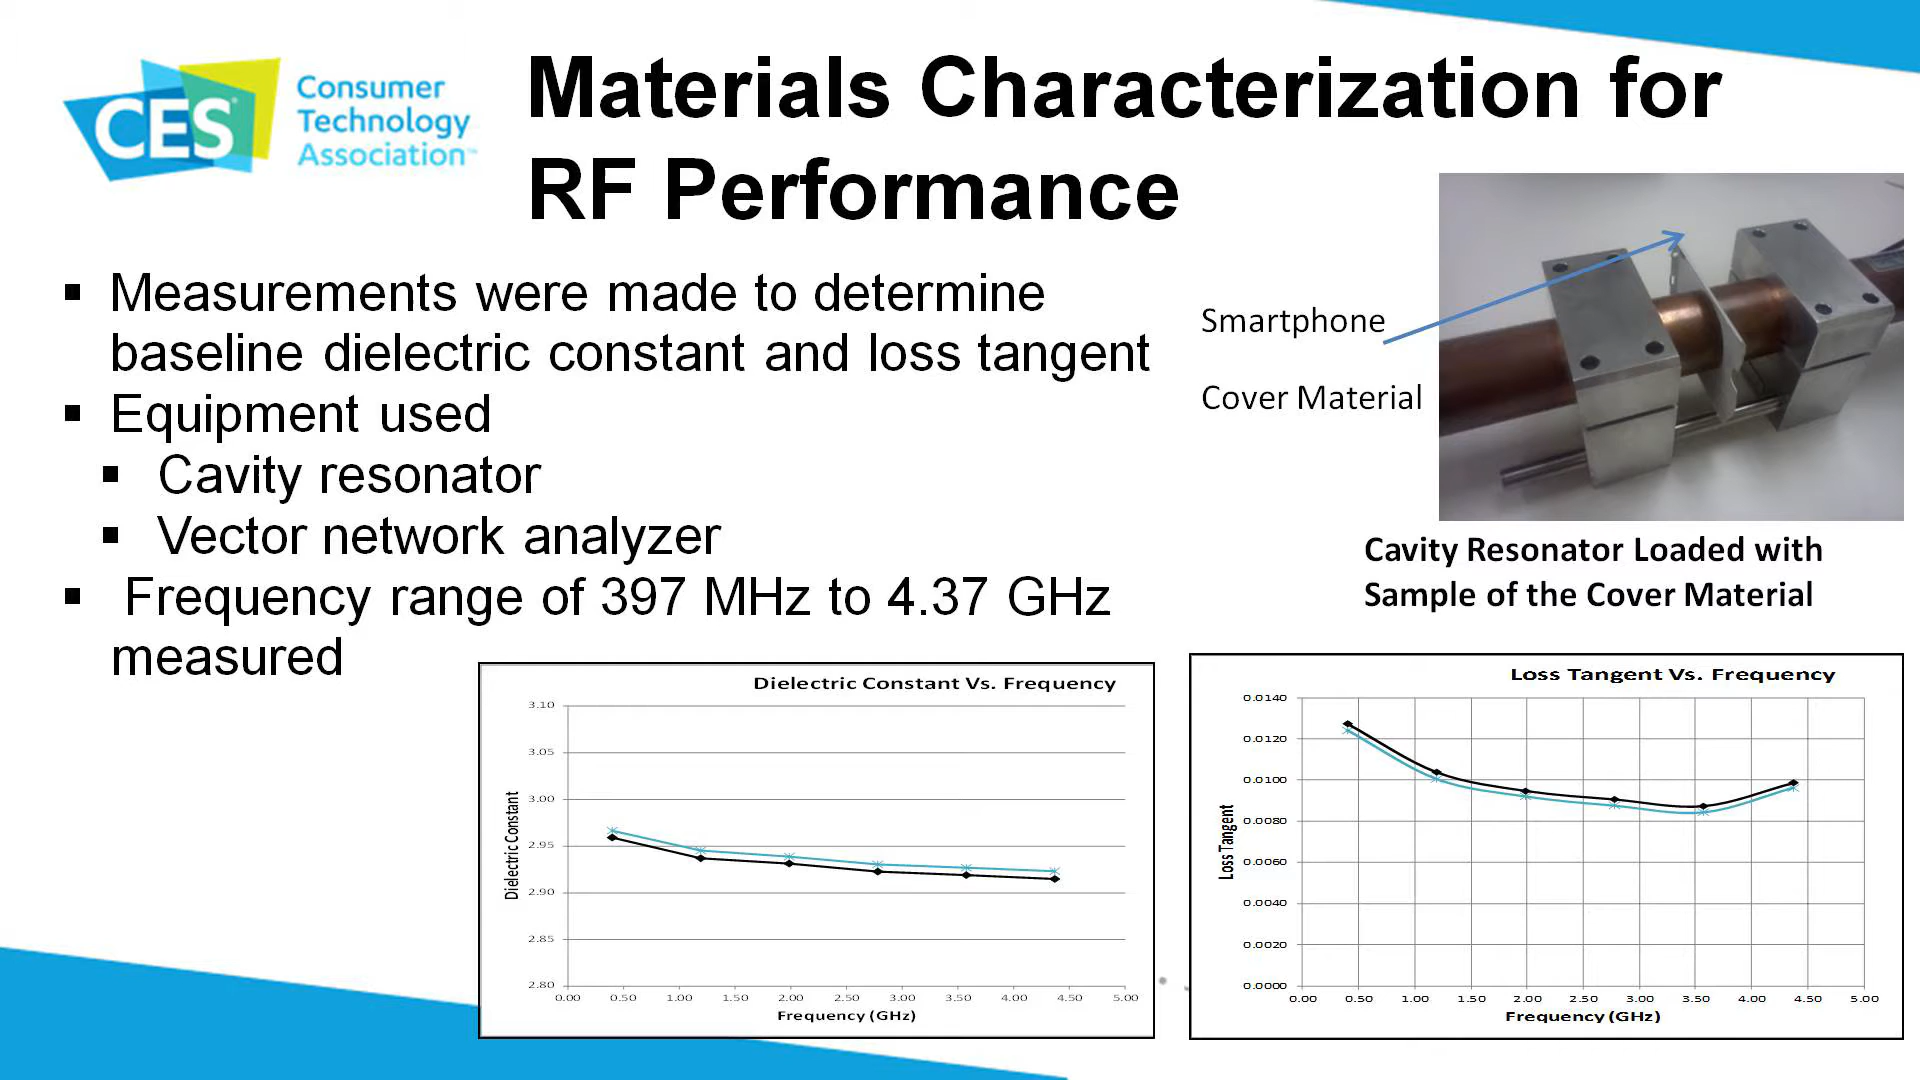 CES
Consumer
Technology
Association™
Materials Characterization for
RF Performance
▪ Measurements were made to determine
baseline dielectric constant and loss tangent
▪ Equipment used
▪ Cavity resonator
▪ Vector network analyzer
▪ Frequency range of 397 MHz to 4.37 GHz
measured
Smartphone
Cover Material
Cavity Resonator Loaded with
Sample of the Cover Material
Dielectric Constant Vs. Frequency
Dielectric Constant
3.10
3.05
3.00
2.95
2.90
2.85
2.80
0.00 0.50 1.00 1.50 2.00 2.50 3.00 3.50 4.00 4.50 5.00
Frequency (GHz)
Loss Tangent Vs. Frequency
Loss Tangent
0.0140
0.0120
0.0100
0.0080
0.0060
0.0040
0.0020
0.0000
0.00 0.50 1.00 1.50 2.00 2.50 3.00 3.50 4.00 4.50 5.00
Frequency (GHz)